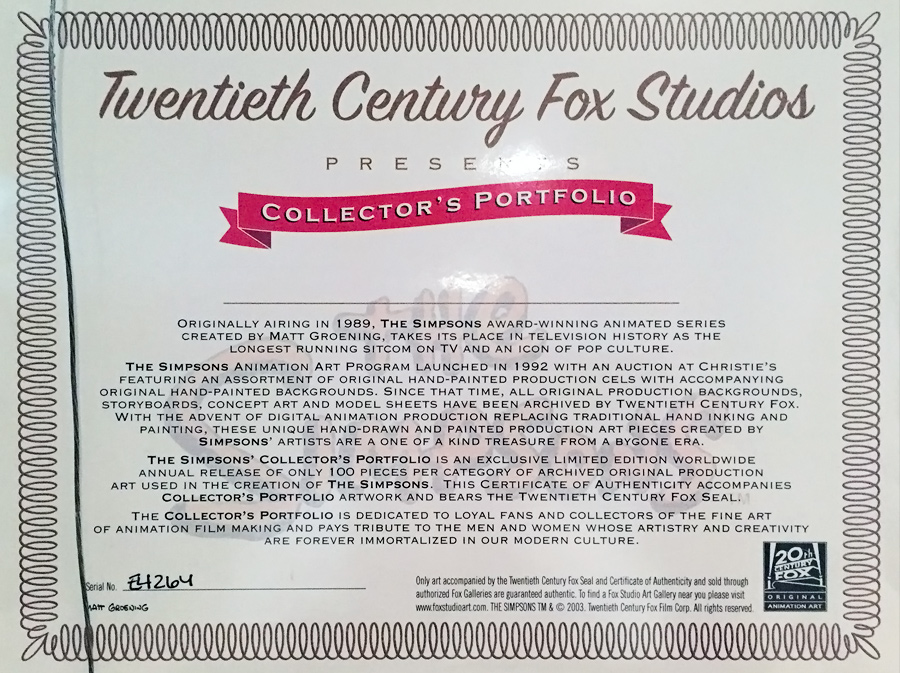 Twentieth Century Fox Studios
PRESENTS
COLLECTOR'S PORTFOLIO
THE
ORIGINALLY AIRING IN 1989, THE SIMPSONS AWARD-WINNING ANIMATED SERIES
CREATED BY MATT GROENING, TAKES ITS PLACE IN TELEVISION HISTORY AS THE
LONGEST RUNNING SITCOM ON TV AND AN ICON OF POP CULTURE.
THE SIMPSONS ANIMATION ART PROGRAM LAUNCHED IN 1992 WITH AN AUCTION AT CHRISTIE'S
FEATURING AN ASSORTMENT OF ORIGINAL HAND-PAINTED PRODUCTION CELS WITH ACCOMPANYING
ORIGINAL HAND-PAINTED BACKGROUNDS. SINCE THAT TIME, ALL ORIGINAL PRODUCTION BACKGROUNDS,
STORYBOARDS, CONCEPT ART AND MODEL SHEETS HAVE BEEN ARCHIVED BY TWENTIETH CENTURY FOX.
WITH THE ADVENT OF DIGITAL ANIMATION PRODUCTION REPLACING TRADITIONAL HAND INKING AND
PAINTING, THESE UNIQUE HAND-DRAWN AND PAINTED PRODUCTION ART PIECES CREATED BY
SIMPSONS' ARTISTS ARE A ONE OF A KIND TREASURE FROM A BYGONE ERA.
THE SIMPSONS' COLLECTOR'S PORTFOLIO IS AN EXCLUSIVE LIMITED EDITION WORLDWIDE
ANNUAL RELEASE OF ONLY 100 PIECES PER CATEGORY OF ARCHIVED ORIGINAL PRODUCTION
ART USED IN THE CREATION OF THE SIMPSONS. THIS CERTIFICATE OF AUTHENTICITY ACCOMPANIES
COLLECTOR'S PORTFOLIO ARTWORK AND BEARS THE TWENTIETH CENTURY FOX SEAL.
THE COLLECTOR'S PORTFOLIO IS DEDICATED TO LOYAL FANS AND COLLECTORS OF THE FINE ART
OF ANIMATION FILM MAKING AND PAYS TRIBUTE TO THE MEN AND WOMEN WHOSE ARTISTRY AND CREATIVITY
ARE FOREVER IMMORTALIZED IN OUR MODERN CULTURE.
Serial No. EH264
MATT GROENING
Only art accompanied by the Twentieth Century Fox Seal and Certificate of Authenticity and sold through
authorized Fox Galleries are guaranteed authentic. To find a Fox Studio Art Gallery near you please visit
www.foxstudioart.com. THE SIMPSONS TM & © 2003. Twentieth Century Fox Film Corp. All rights reserved.
20th
CENTURY
FOX
ORIGINAL
ANIMATION ART